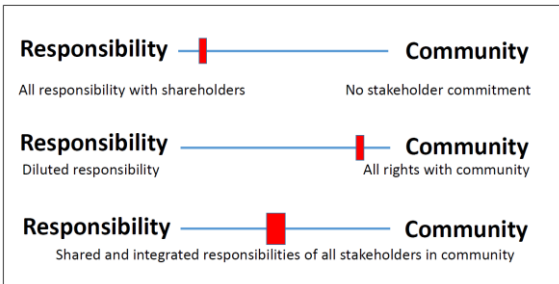 Responsibility Community
All responsibility with shareholders No stakeholder commitment
Responsibility Community
Diluted responsibility All rights with community
Responsibility Community
Shared and integrated responsibilities of all stakeholders in community